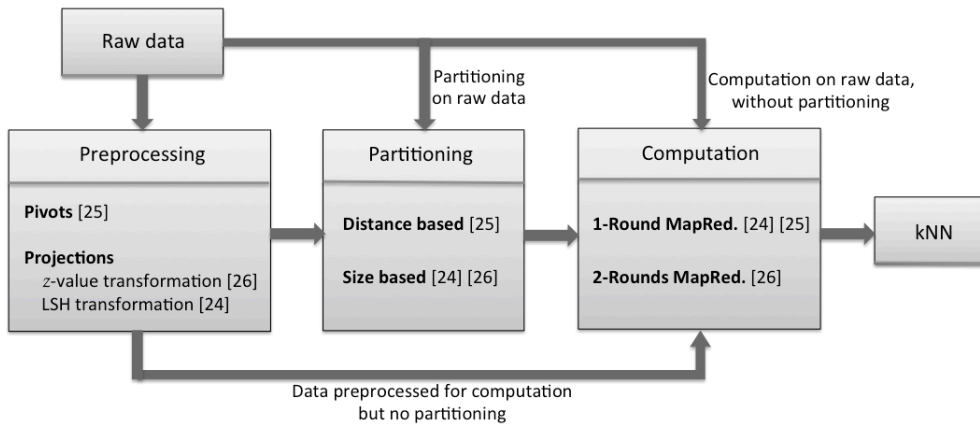 Raw data
Partitioning
on raw data
Computation on raw data,
without partitioning
Preprocessing
Pivots [25]
Projections
z-value transformation [26]
LSH transformation [24]
Partitioning
Distance based [25]
Size based [24] [26]
Computation
1-Round MapRed. [24] [25]
2-Rounds MapRed. [26]
kNN
Data preprocessed for computation
but no partitioning